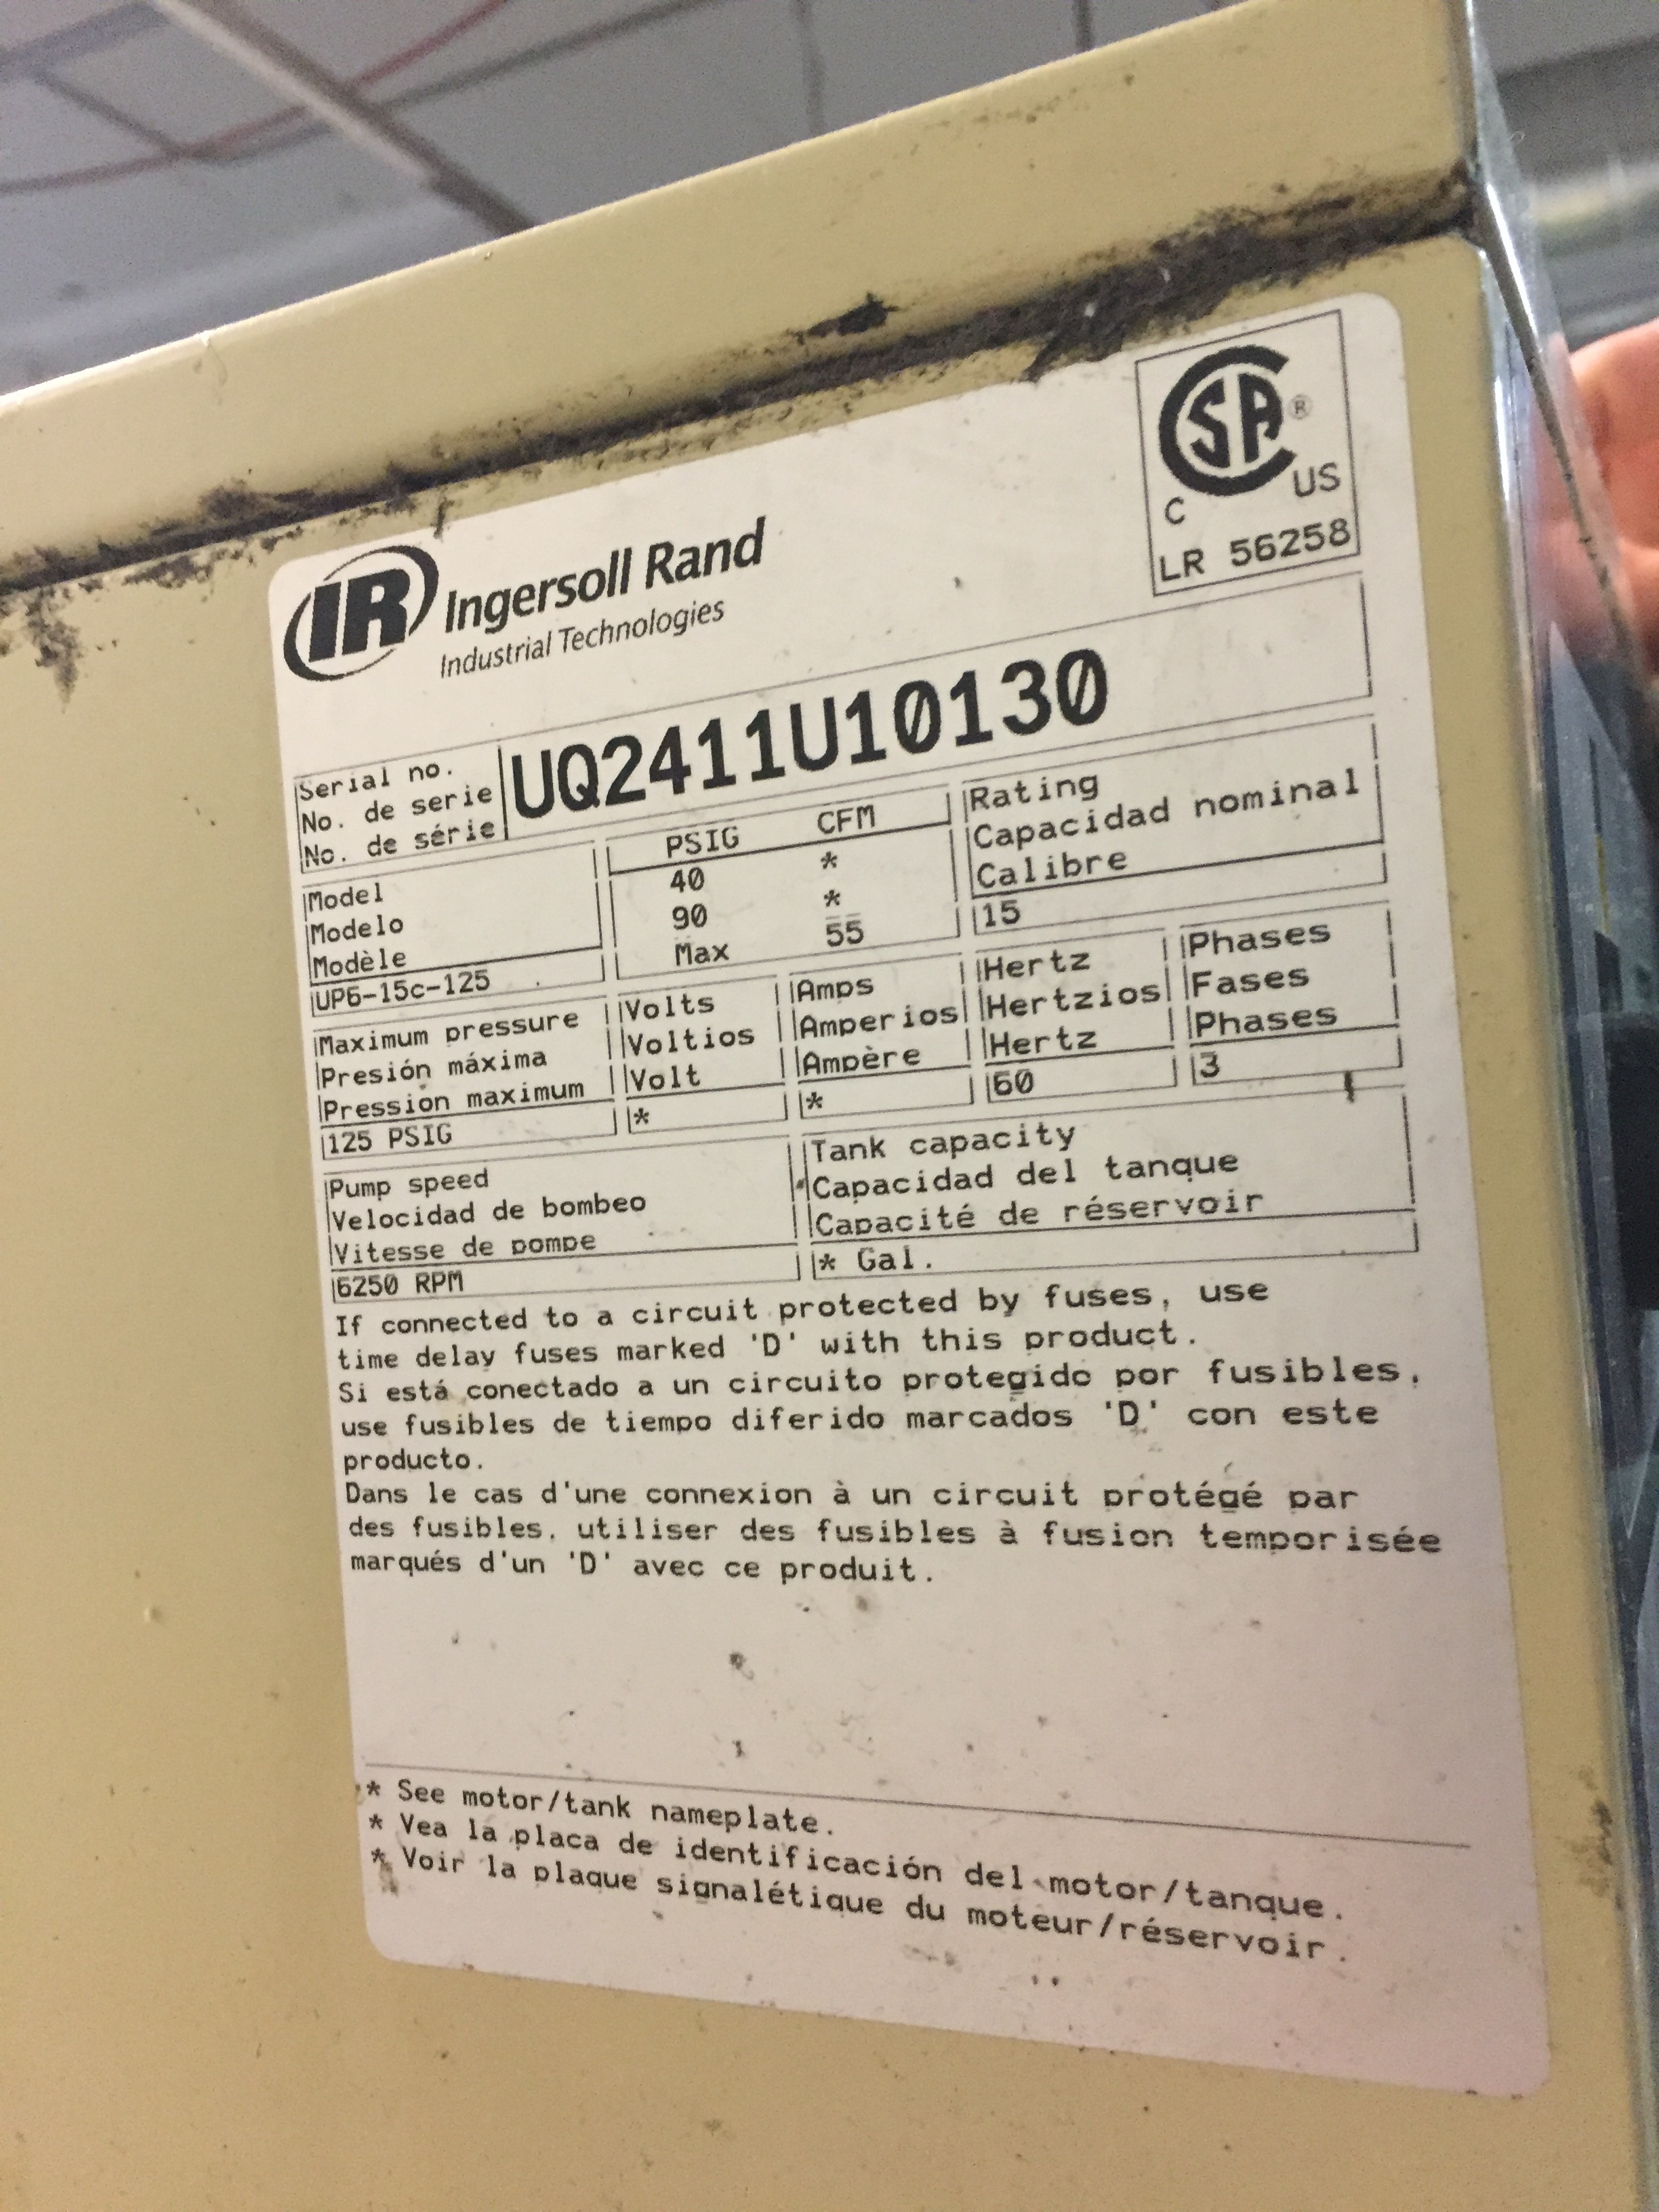 CSA®
C US
LR 56258
IR Ingersoll Rand
Industrial Technologies
Serial no.
No. de serie
No. de série
UQ2411U10130
Model
Modelo
Modèle
UP6-15c-125
PSIG CFM
40 *
90 *
Max 55
Rating
Capacidad nominal
Calibre
15
Maximum pressure
Presión máxima
Pression maximum
125 PSIG
Volts
Voltios
Volt
*
Amps
Amperios
Ampère
*
Hertz
Hertzios
Hertz
60
Phases
Fases
Phases
3
Pump speed
Velocidad de bombeo
Vitesse de pompe
6250 RPM
Tank capacity
Capacidad del tanque
Capacité de réservoir
* Gal.
If connected to a circuit protected by fuses, use
time delay fuses marked 'D' with this product.
Si está conectado a un circuito protegido por fusibles,
use fusibles de tiempo diferido marcados 'D' con este
producto.
Dans le cas d'une connexion à un circuit protégé par
des fusibles, utiliser des fusibles à fusion temporisée
marqués d'un 'D' avec ce produit.
* See motor/tank nameplate.
* Vea la placa de identificación del motor/tanque.
* Voir la plaque signalétique du moteur/réservoir.